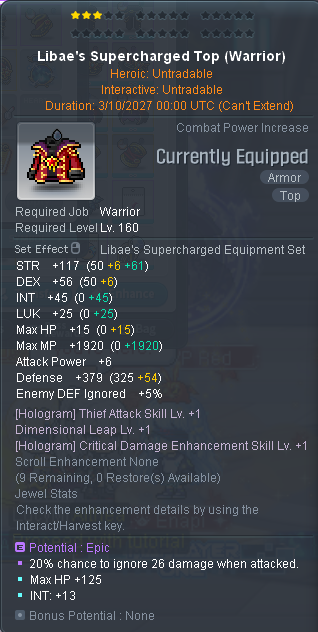 Libae's Supercharged Top (Warrior)
Heroic: Untradable
Interactive: Untradable
Duration: 3/10/2027 00:00 UTC (Can't Extend)
Combat Power Increase
Currently Equipped
Armor
Top
Required Job Warrior
Required Level Lv. 160
Set Effect Libae's Supercharged Equipment Set
STR +117 (50 +6 +61)
DEX +56 (50 +6)
INT +45 (0 +45)
LUK +25 (0 +25)
Max HP +15 (0 +15)
Max MP +1920 (0 +1920)
Attack Power +6
Defense +379 (325 +54)
Enemy DEF Ignored +5%
[Hologram] Thief Attack Skill Lv. +1
Dimensional Leap Lv. +1
[Hologram] Critical Damage Enhancement Skill Lv. +1
Scroll Enhancement None
(9 Remaining, 0 Restore(s) Available)
Jewel Stats
Check the enhancement details by using the
Interact/Harvest key.
E Potential : Epic
20% chance to ignore 26 damage when attacked.
Max HP +125
INT: +13
Bonus Potential : None